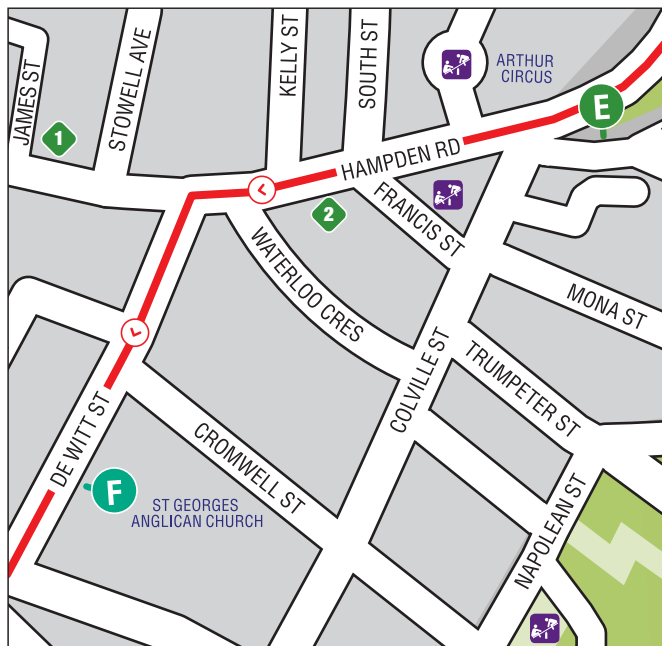 JAMES ST
STOWELL AVE
KELLY ST
SOUTH ST
ARTHUR
CIRCUS
E
1
HAMPDEN RD
2
FRANCIS ST
WATERLOO CRES
MONA ST
COLVILLE ST
TRUMPETER ST
DE WITT ST
CROMWELL ST
F
ST GEORGES
ANGLICAN CHURCH
NAPOLEAN ST